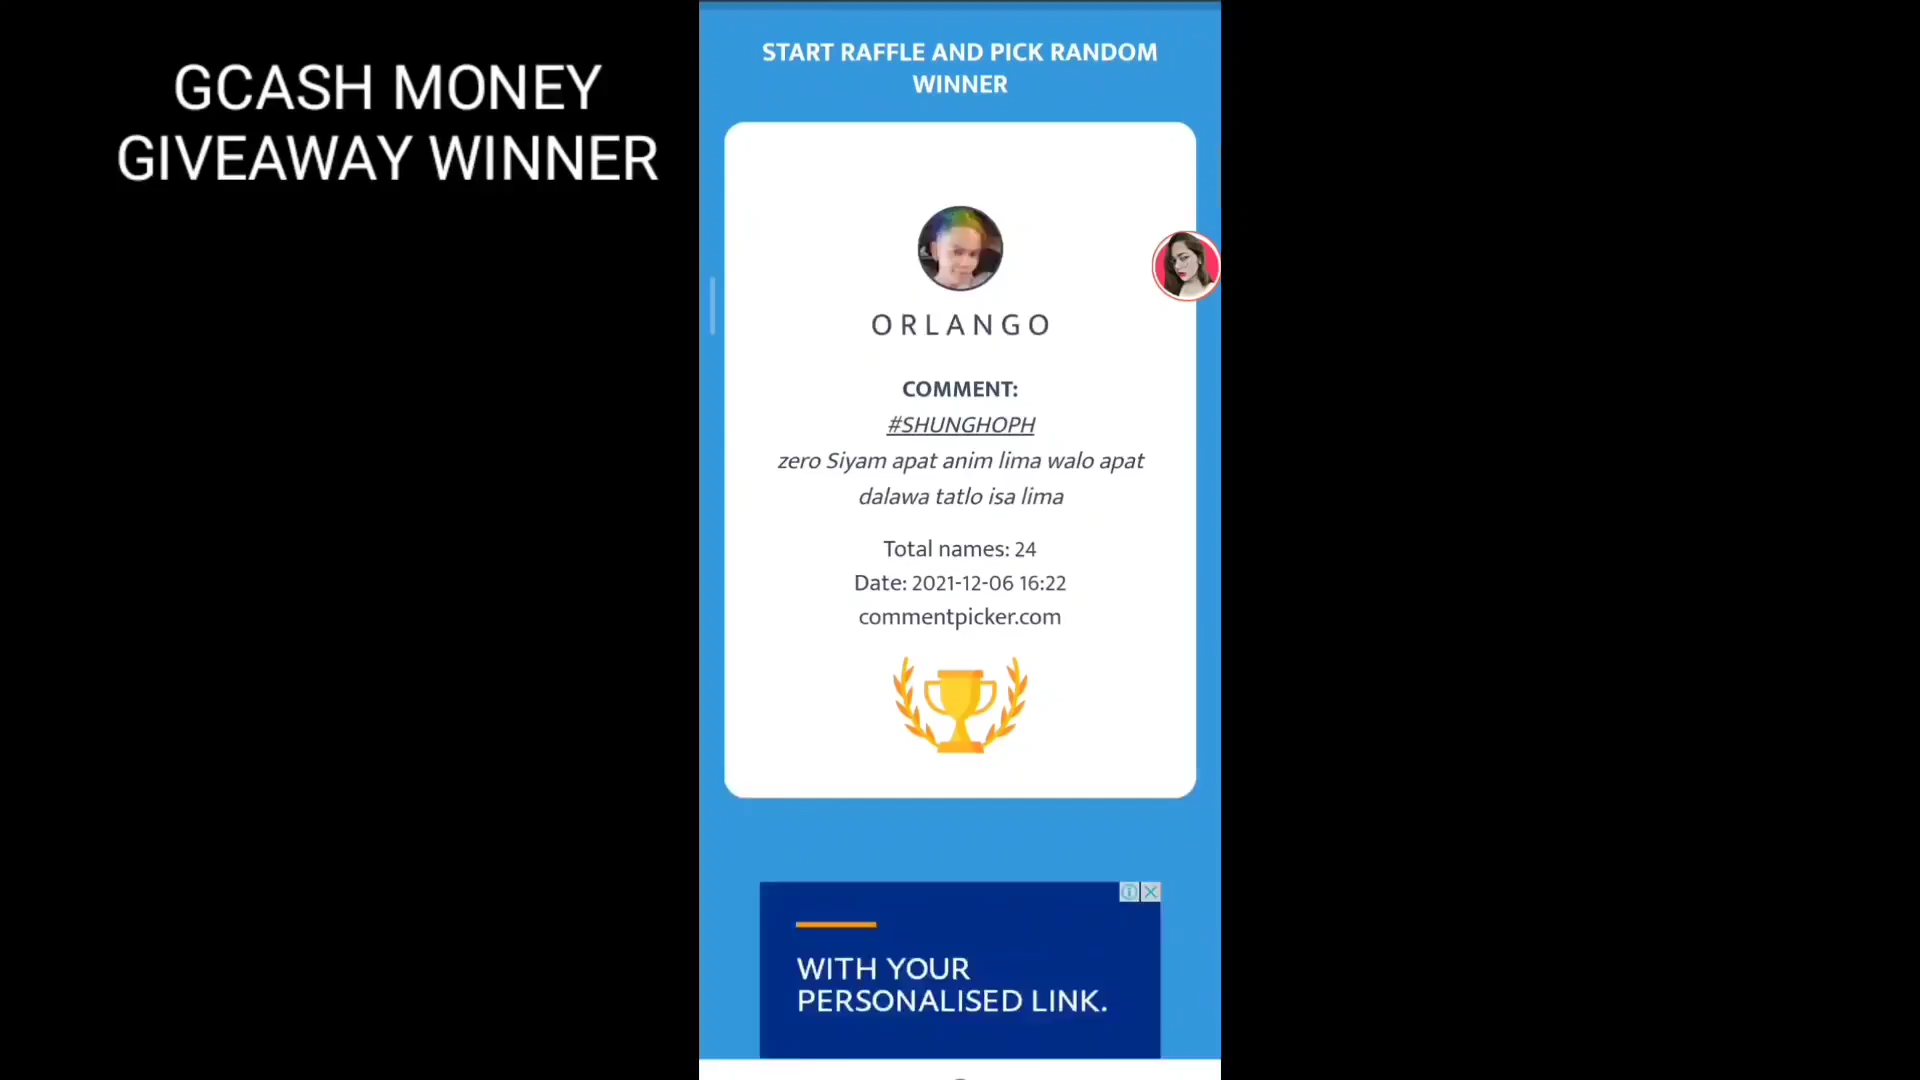 GCASH MONEY
GIVEAWAY WINNER
START RAFFLE AND PICK RANDOM
WINNER
ORLANGO
COMMENT:
#SHUNGHOPH
zero Siyam apat anim lima walo apat
dalawa tatlo isa lima
Total names: 24
Date: 2021-12-06 16:22
commentpicker.com
WITH YOUR
PERSONALISED LINK.